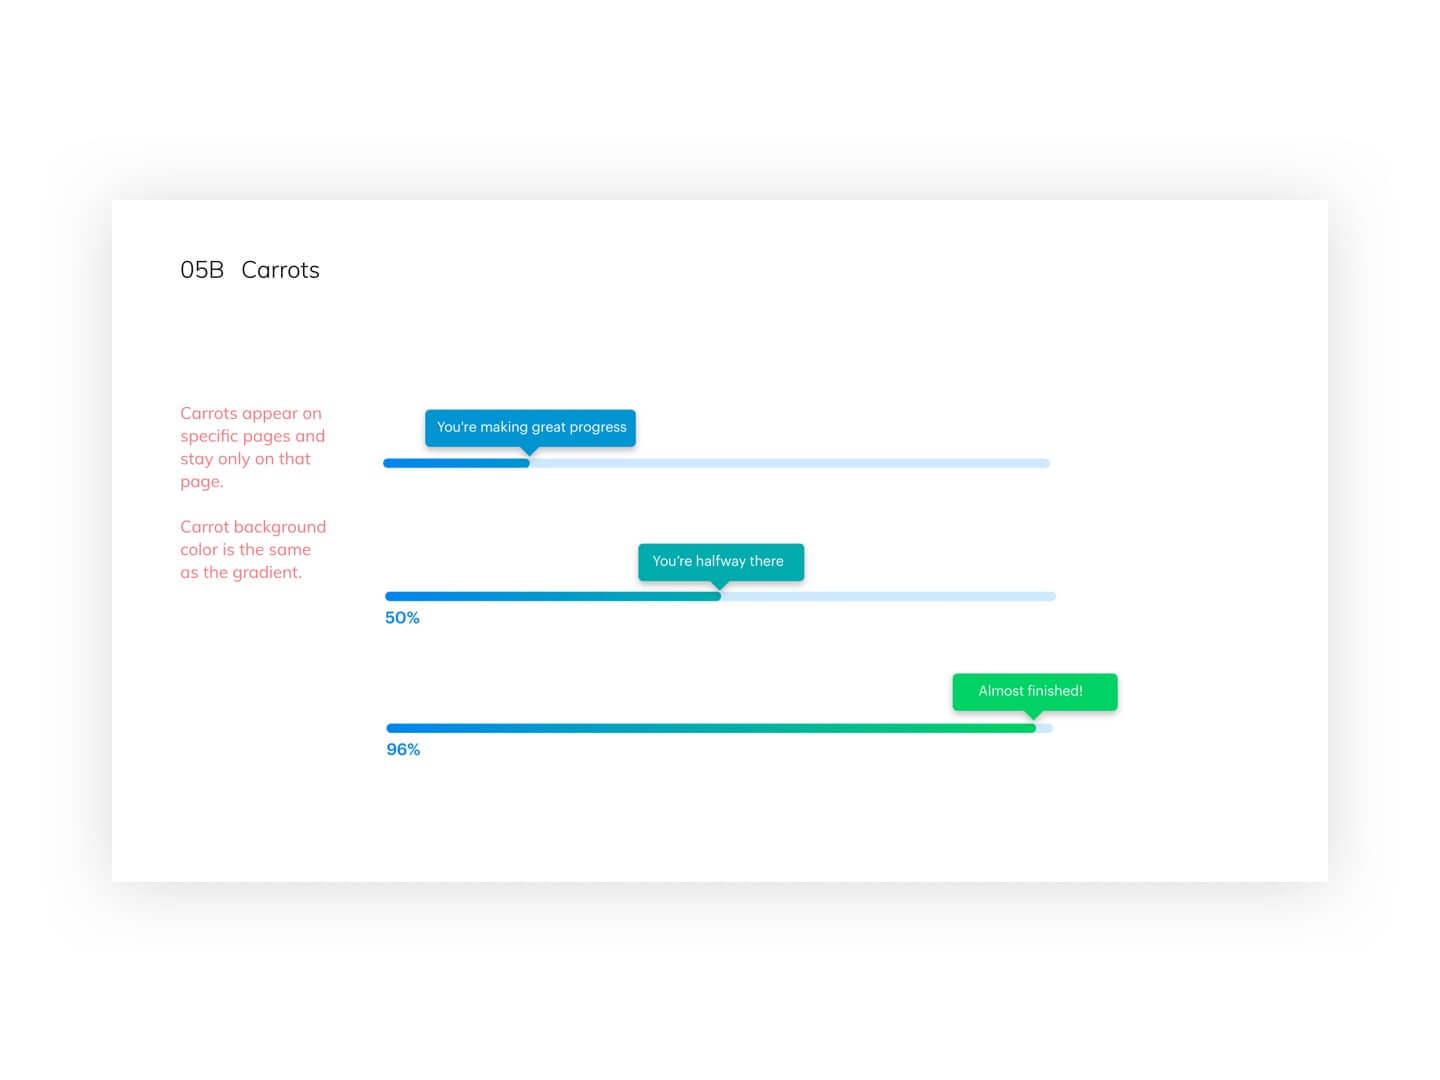 05B Carrots
Carrots appear on
specific pages and
stay only on that
page.
Carrot background
color is the same
as the gradient.
You're making great progress
You're halfway there
50%
Almost finished!
96%